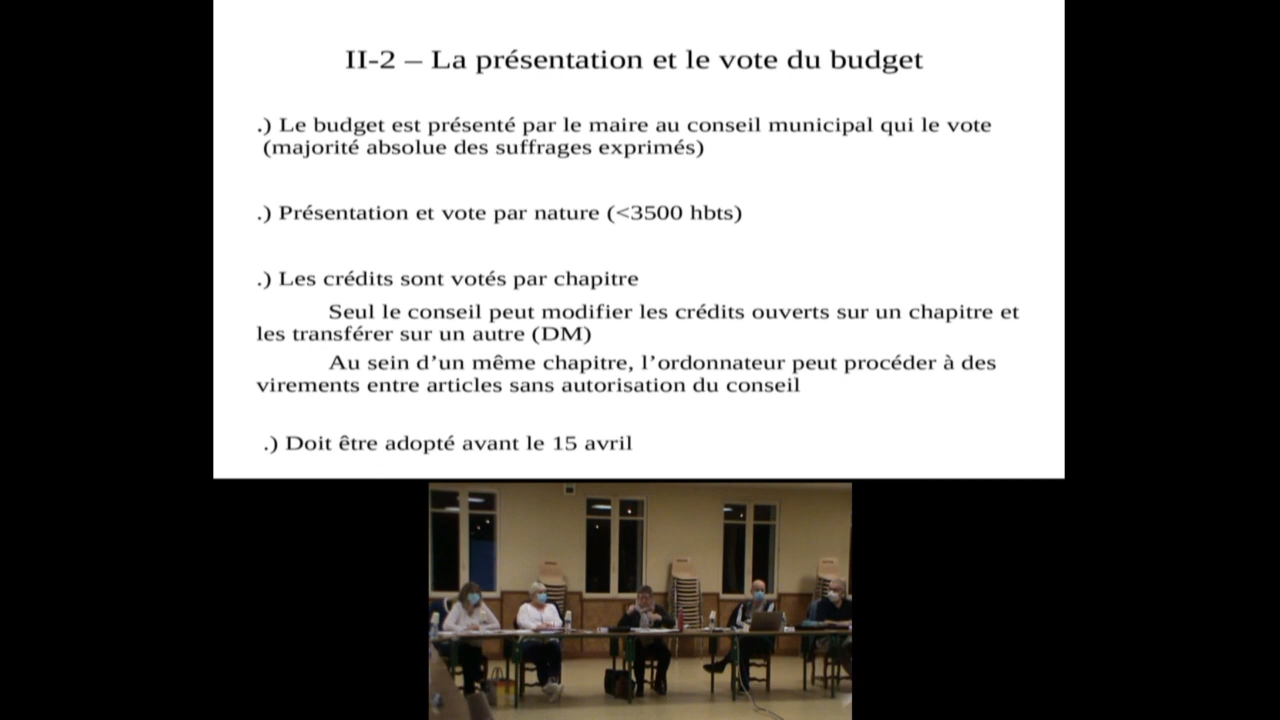 II-2 – La présentation et le vote du budget
.) Le budget est présenté par le maire au conseil municipal qui le vote
(majorité absolue des suffrages exprimés)
.) Présentation et vote par nature (<3500 hbts)
.) Les crédits sont votés par chapitre
Seul le conseil peut modifier les crédits ouverts sur un chapitre et
les transférer sur un autre (DM)
Au sein d’un même chapitre, l’ordonnateur peut procéder à des
virements entre articles sans autorisation du conseil
.) Doit être adopté avant le 15 avril